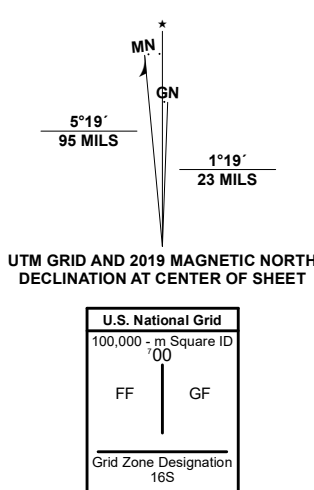 ★
MN
GN
5°19´
95 MILS
1°19´
23 MILS
UTM GRID AND 2019 MAGNETIC NORTH
DECLINATION AT CENTER OF SHEET
U.S. National Grid
100,000 - m Square ID
⁷00
FF GF
Grid Zone Designation
16S